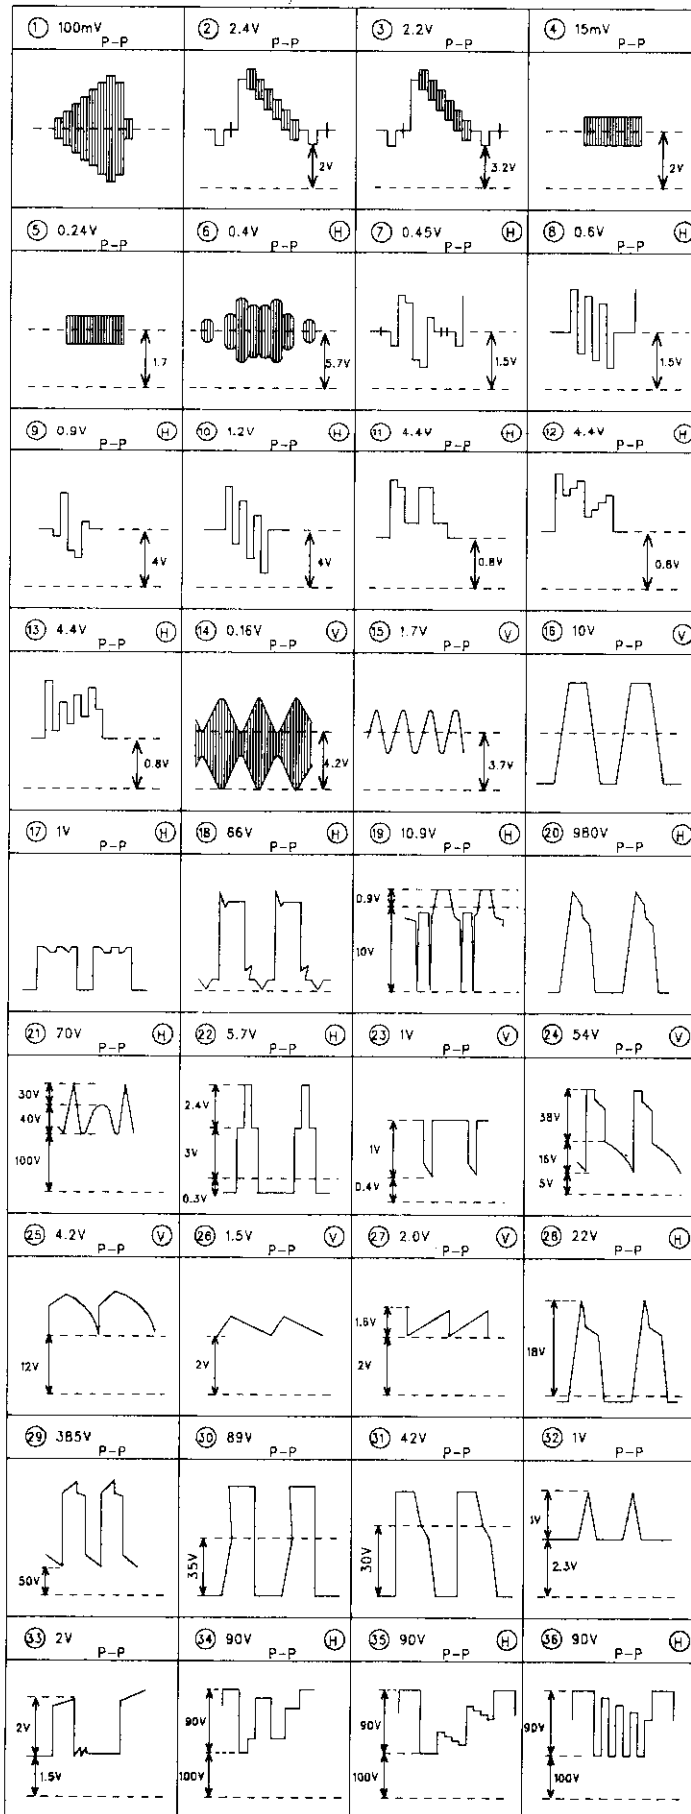 ① 100mV P-P ② 2.4V P-P ③ 2.2V P-P ④ 15mV P-P
2V 3.2V 2V
⑤ 0.24V P-P ⑥ 0.4V P-P Ⓗ ⑦ 0.45V P-P Ⓗ ⑧ 0.6V P-P Ⓗ
1.7 5.7V 1.5V 1.5V
⑨ 0.9V P-P Ⓗ ⑩ 1.2V P-P Ⓗ ⑪ 4.4V P-P Ⓗ ⑫ 4.4V P-P Ⓗ
4V 4V 0.8V 0.6V
⑬ 4.4V P-P Ⓗ ⑭ 0.16V P-P Ⓥ ⑮ 1.7V P-P Ⓥ ⑯ 10V P-P Ⓥ
0.8V 4.2V 3.7V
⑰ 1V P-P Ⓗ ⑱ 66V P-P Ⓗ ⑲ 10.9V P-P Ⓗ ⑳ 980V P-P Ⓗ
0.9V
10V
㉑ 70V P-P Ⓗ ㉒ 5.7V P-P Ⓗ ㉓ 1V P-P Ⓥ ㉔ 54V P-P Ⓥ
30V 2.4V 38V
40V 3V 1V 16V
100V 0.3V 0.4V 5V
㉕ 4.2V P-P Ⓥ ㉖ 1.5V P-P Ⓥ ㉗ 2.0V P-P Ⓥ ㉘ 22V P-P Ⓗ
1.6V
12V 2V 2V 18V
㉙ 385V P-P ㉚ 89V P-P ㉛ 42V P-P ㉜ 1V P-P
50V 35V 30V 2.3V
㉝ 2V P-P ㉞ 90V P-P Ⓗ ㉟ 90V P-P Ⓗ ㊱ 90V P-P Ⓗ
2V 90V 90V 90V
1.5V 100V 100V 100V